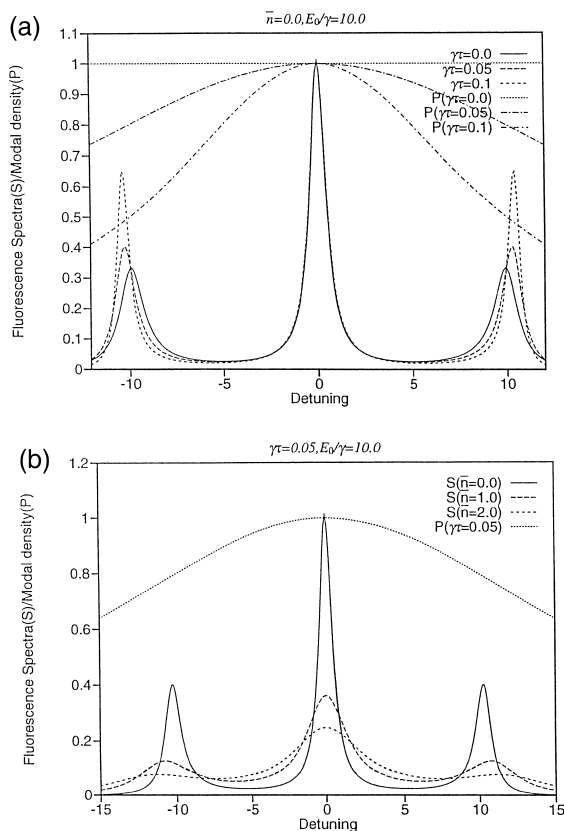 (a)
n̅=0.0,E₀/γ=10.0
Fluorescence Spectra(S)/Modal density(P)
1.1
1
0.9
0.8
0.7
0.6
0.5
0.4
0.3
0.2
0.1
0
γτ=0.0
γτ=0.05
γτ=0.1
P(γτ=0.0)
P(γτ=0.05)
P(γτ=0.1)
-10 -5 0 5 10
Detuning
(b)
γτ=0.05,E₀/γ=10.0
Fluorescence Spectra(S)/Modal density(P)
1.2
1
0.8
0.6
0.4
0.2
0
S(n̅=0.0)
S(n̅=1.0)
S(n̅=2.0)
P(γτ=0.05)
-15 -10 -5 0 5 10 15
Detuning